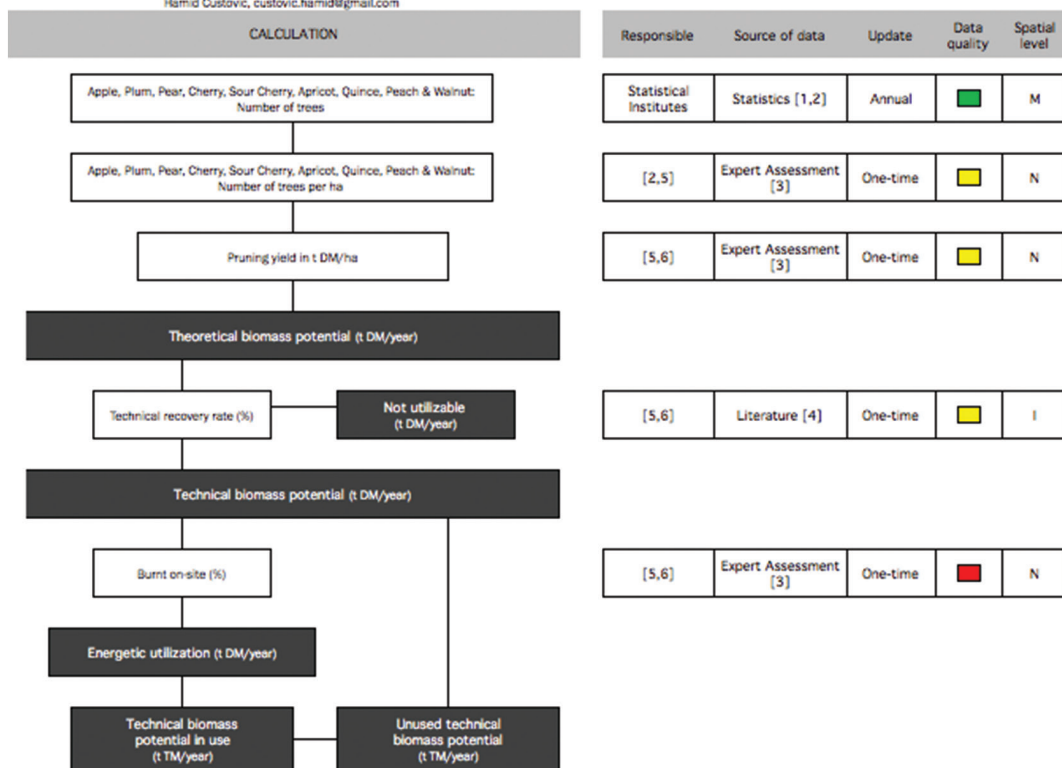 Hamid Custovic, custovic.hamid@gmail.com
CALCULATION
Responsible
Source of data
Update
Data
quality
Spatial
level
Apple, Plum, Pear, Cherry, Sour Cherry, Apricot, Quince, Peach & Walnut:
Number of trees
Statistical
Institutes
Statistics [1,2]
Annual
M
Apple, Plum, Pear, Cherry, Sour Cherry, Apricot, Quince, Peach & Walnut:
Number of trees per ha
[2,5]
Expert Assessment
[3]
One-time
N
Pruning yield in t DM/ha
[5,6]
Expert Assessment
[3]
One-time
N
Theoretical biomass potential (t DM/year)
Technical recovery rate (%)
Not utilizable
(t DM/year)
[5,6]
Literature [4]
One-time
I
Technical biomass potential (t DM/year)
Burnt on-site (%)
[5,6]
Expert Assessment
[3]
One-time
N
Energetic utilization (t DM/year)
Technical biomass
potential in use
(t TM/year)
Unused technical
biomass potential
(t TM/year)